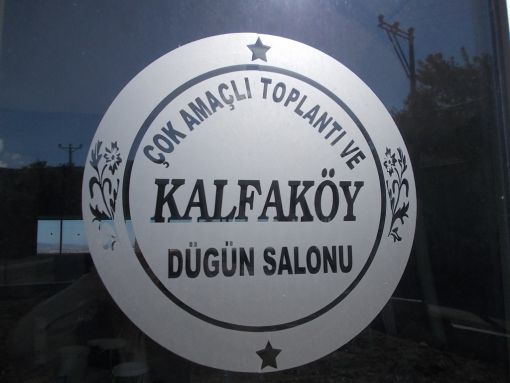 ÇOK AMAÇLI TOPLANTI VE
KALFAKÖY
DÜGÜN SALONU